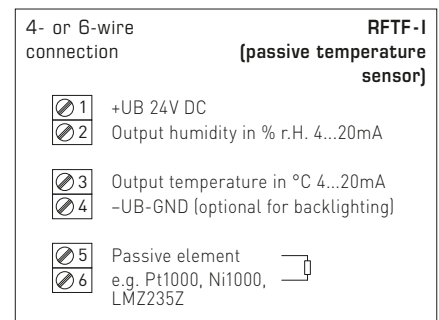 4- or 6-wire
connection
RFTF-I
(passive temperature
sensor)
1 +UB 24V DC
2 Output humidity in % r.H. 4...20mA
3 Output temperature in °C 4...20mA
4 –UB-GND (optional for backlighting)
5 Passive element
6 e.g. Pt1000, Ni1000,
LMZ235Z